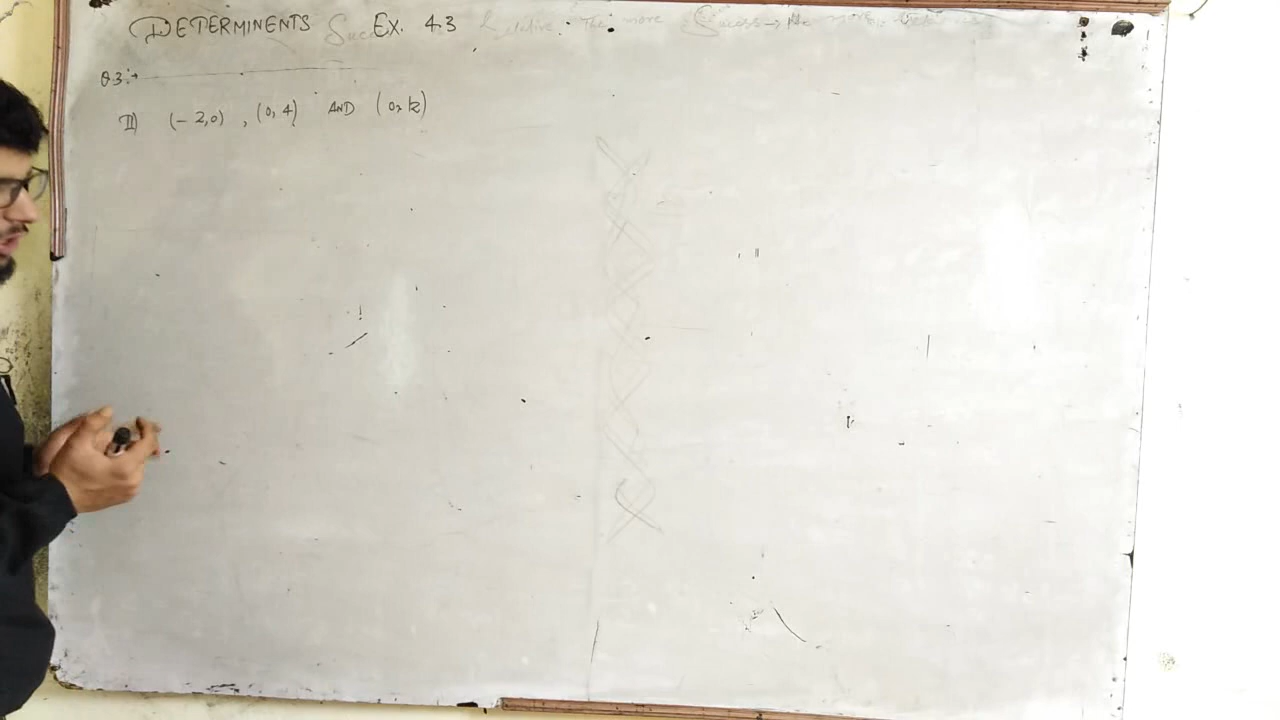 DETERMINENTS Ex. 4.3
Q3:→
II) (-2,0) , (0,4) AND (0,k)